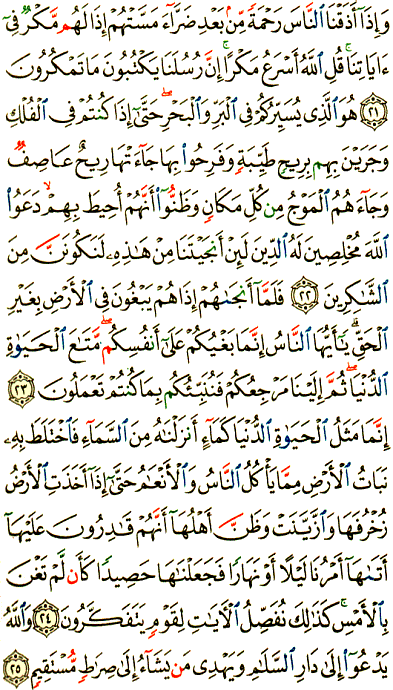 وَإِذَآ أَذَقۡنَا ٱلنَّاسَ رَحۡمَةٗ مِّنۢ بَعۡدِ ضَرَّآءَ مَسَّتۡهُمۡ إِذَا لَهُم مَّكۡرٞ فِيٓ
ءَايَاتِنَاۚ قُلِ ٱللَّهُ أَسۡرَعُ مَكۡرًاۚ إِنَّ رُسُلَنَا يَكۡتُبُونَ مَا تَمۡكُرُونَ
٢١ هُوَ ٱلَّذِي يُسَيِّرُكُمۡ فِي ٱلۡبَرِّ وَٱلۡبَحۡرِۖ حَتَّىٰٓ إِذَا كُنتُمۡ فِي ٱلۡفُلۡكِ
وَجَرَيۡنَ بِهِم بِرِيحٖ طَيِّبَةٖ وَفَرِحُواْ بِهَا جَآءَتۡهَا رِيحٌ عَاصِفٞ
وَجَآءَهُمُ ٱلۡمَوۡجُ مِن كُلِّ مَكَانٖ وَظَنُّوٓاْ أَنَّهُمۡ أُحِيطَ بِهِمۡ دَعَوُاْ
ٱللَّهَ مُخۡلِصِينَ لَهُ ٱلدِّينَ لَئِنۡ أَنجَيۡتَنَا مِنۡ هَٰذِهِۦ لَنَكُونَنَّ مِنَ
ٱلشَّٰكِرِينَ ٢٢ فَلَمَّآ أَنجَىٰهُمۡ إِذَا هُمۡ يَبۡغُونَ فِي ٱلۡأَرۡضِ بِغَيۡرِ
ٱلۡحَقِّۗ يَٰٓأَيُّهَا ٱلنَّاسُ إِنَّمَا بَغۡيُكُمۡ عَلَىٰٓ أَنفُسِكُمۖ مَّتَٰعَ ٱلۡحَيَوٰةِ
ٱلدُّنۡيَاۖ ثُمَّ إِلَيۡنَا مَرۡجِعُكُمۡ فَنُنَبِّئُكُم بِمَا كُنتُمۡ تَعۡمَلُونَ ٢٣
إِنَّمَا مَثَلُ ٱلۡحَيَوٰةِ ٱلدُّنۡيَا كَمَآءٍ أَنزَلۡنَٰهُ مِنَ ٱلسَّمَآءِ فَٱخۡتَلَطَ بِهِۦ
نَبَاتُ ٱلۡأَرۡضِ مِمَّا يَأۡكُلُ ٱلنَّاسُ وَٱلۡأَنۡعَٰمُ حَتَّىٰٓ إِذَآ أَخَذَتِ ٱلۡأَرۡضُ
زُخۡرُفَهَا وَٱزَّيَّنَتۡ وَظَنَّ أَهۡلُهَآ أَنَّهُمۡ قَٰدِرُونَ عَلَيۡهَآ
أَتَىٰهَآ أَمۡرُنَا لَيۡلًا أَوۡ نَهَارٗا فَجَعَلۡنَٰهَا حَصِيدٗا كَأَن لَّمۡ تَغۡنَ
بِٱلۡأَمۡسِۚ كَذَٰلِكَ نُفَصِّلُ ٱلۡأٓيَٰتِ لِقَوۡمٖ يَتَفَكَّرُونَ ٢٤ وَٱللَّهُ
يَدۡعُوٓاْ إِلَىٰ دَارِ ٱلسَّلَٰمِ وَيَهۡدِي مَن يَشَآءُ إِلَىٰ صِرَٰطٖ مُّسۡتَقِيمٖ ٢٥